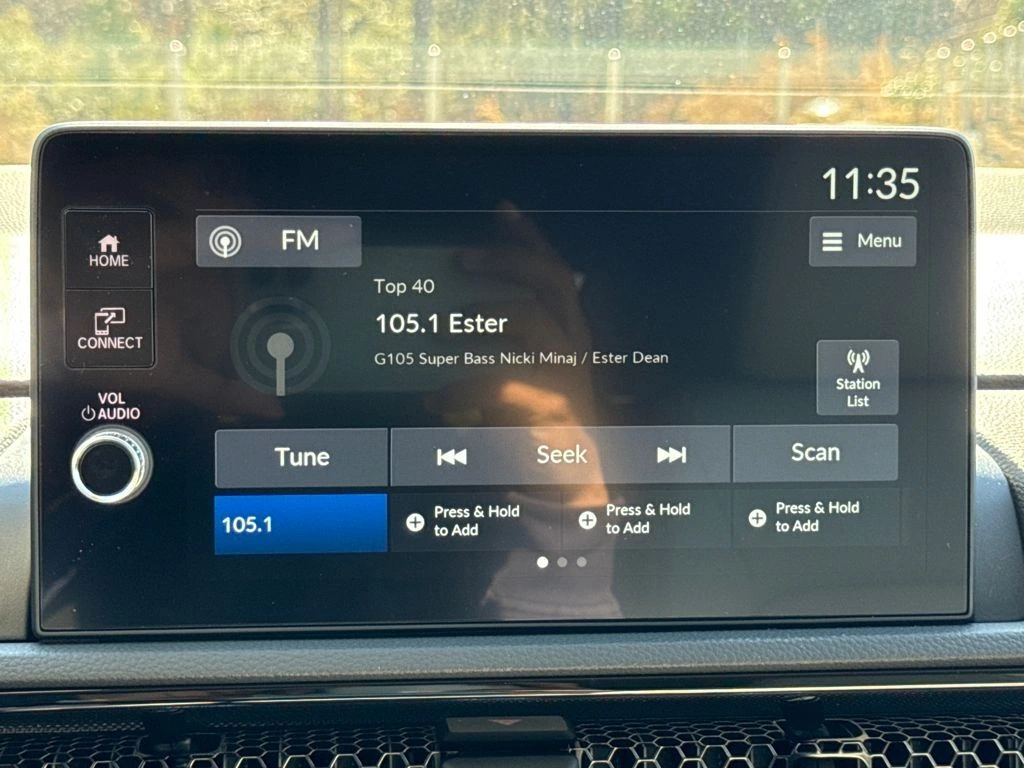 11:35
HOME
FM
Menu
Top 40
CONNECT
105.1 Ester
G105 Super Bass Nicki Minaj / Ester Dean
Station
List
VOL
AUDIO
Tune
Seek
Scan
105.1
Press & Hold
to Add
Press & Hold
to Add
Press & Hold
to Add